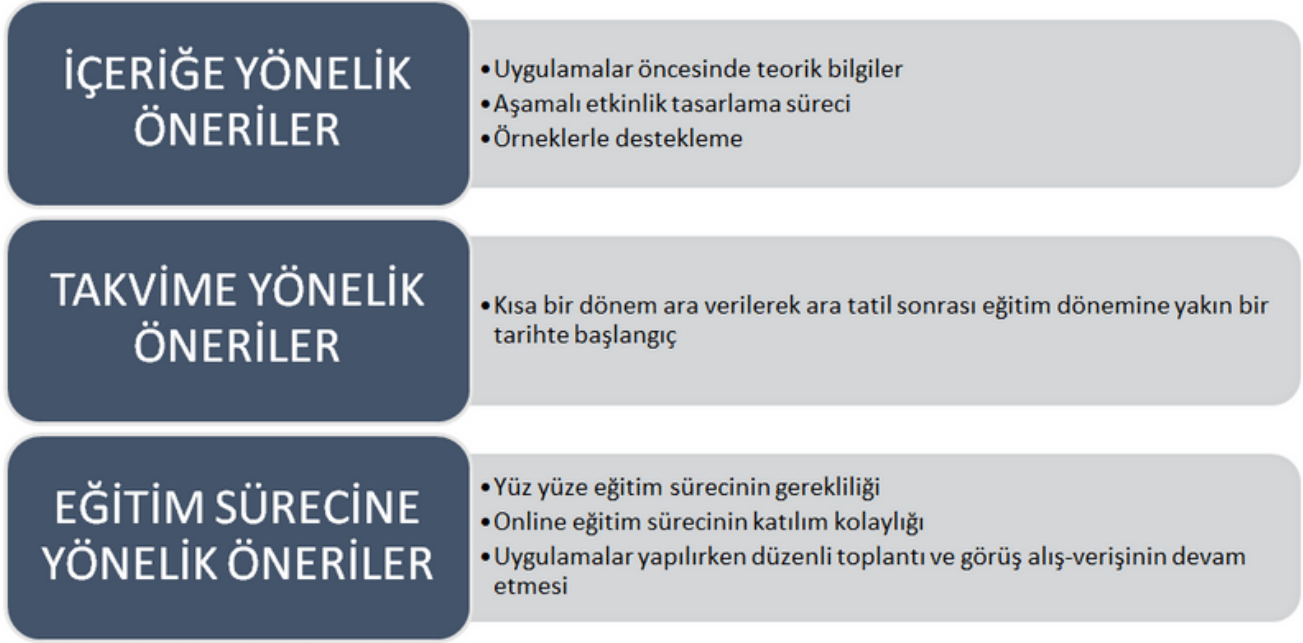 İÇERİĞE YÖNELİK
ÖNERİLER
•Uygulamalar öncesinde teorik bilgiler
•Aşamalı etkinlik tasarlama süreci
•Örneklerle destekleme
TAKVİME YÖNELİK
ÖNERİLER
•Kısa bir dönem ara verilerek ara tatil sonrası eğitim dönemine yakın bir
tarihte başlangıç
EĞİTİM SÜRECİNE
YÖNELİK ÖNERİLER
•Yüz yüze eğitim sürecinin gerekliliği
•Online eğitim sürecinin katılım kolaylığı
•Uygulamalar yapılırken düzenli toplantı ve görüş alış-verişinin devam
etmesi